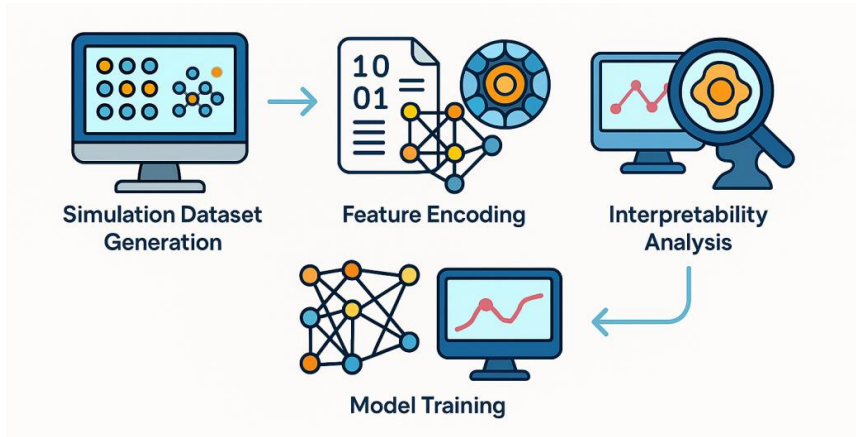 10
01
Simulation Dataset
Generation
Feature Encoding
Interpretability
Analysis
Model Training